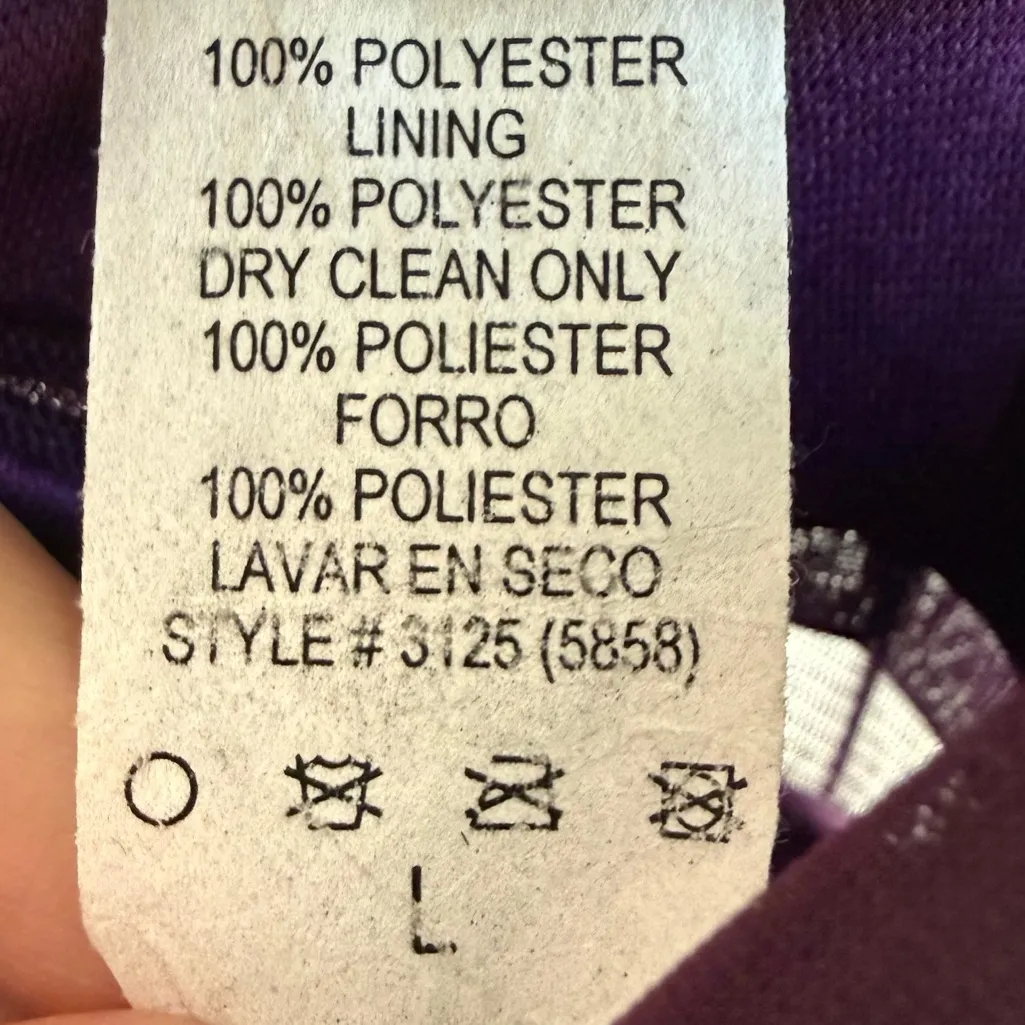 100% POLYESTER
LINING
100% POLYESTER
DRY CLEAN ONLY
100% POLIESTER
FORRO
100% POLIESTER
LAVAR EN SECO
STYLE # 3125 (5858)
L